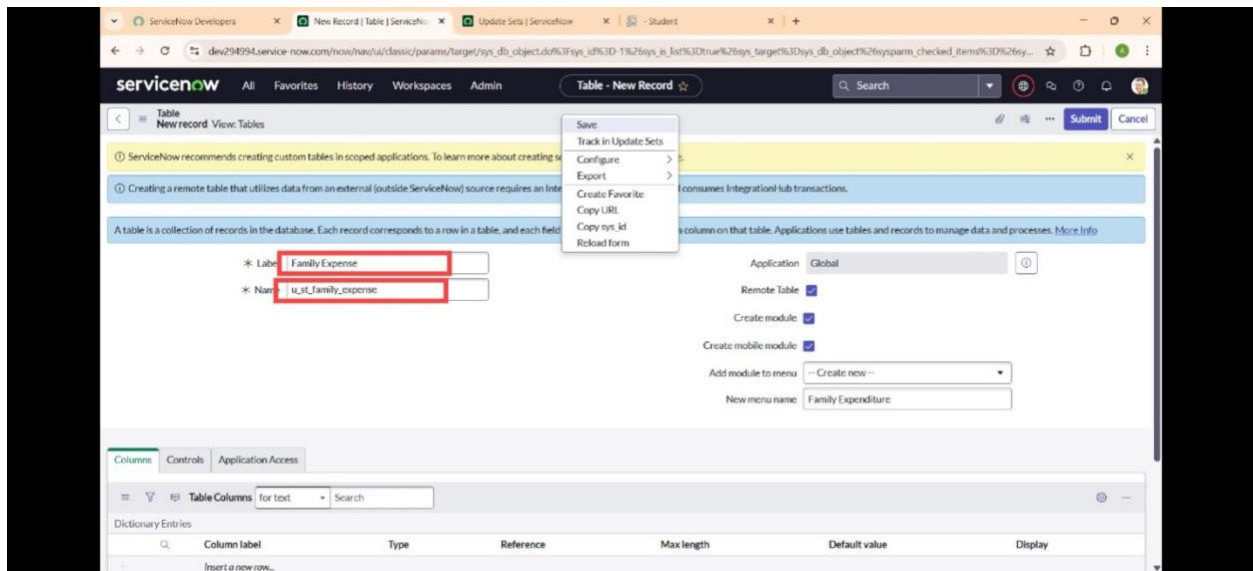 ServiceNow Developers
New Record | Table | ServiceNo
Update Sets | ServiceNow
- Student
dev294994.service-now.com/now/nav/ui/classic/params/target/sys_db_object.do%3Fsys_id%3D-1%26sys_is_list%3Dtrue%26sys_target%3Dsys_db_object%26sysparm_checked_items%3D%26sy...
servicenow All Favorites History Workspaces Admin Table - New Record Search
Table
New record View: Tables
Submit Cancel
Save
Track in Update Sets
Configure
Export
Create Favorite
Copy URL
Copy sys_id
Reload form
ServiceNow recommends creating custom tables in scoped applications. To learn more about creating
Creating a remote table that utilizes data from an external (outside ServiceNow) source requires an consumes IntegrationHub transactions.
A table is a collection of records in the database. Each record corresponds to a row in a table, and each field column on that table. Applications use tables and records to manage data and processes. More Info
Label Family Expense
Application Global
Name u_st_family_expense
Remote Table
Create module
Create mobile module
Add module to menu -- Create new --
New menu name Family Expenditure
Columns Controls Application Access
Table Columns for text Search
Dictionary Entries
Column label Type Reference Max length Default value Display
Insert a new row...